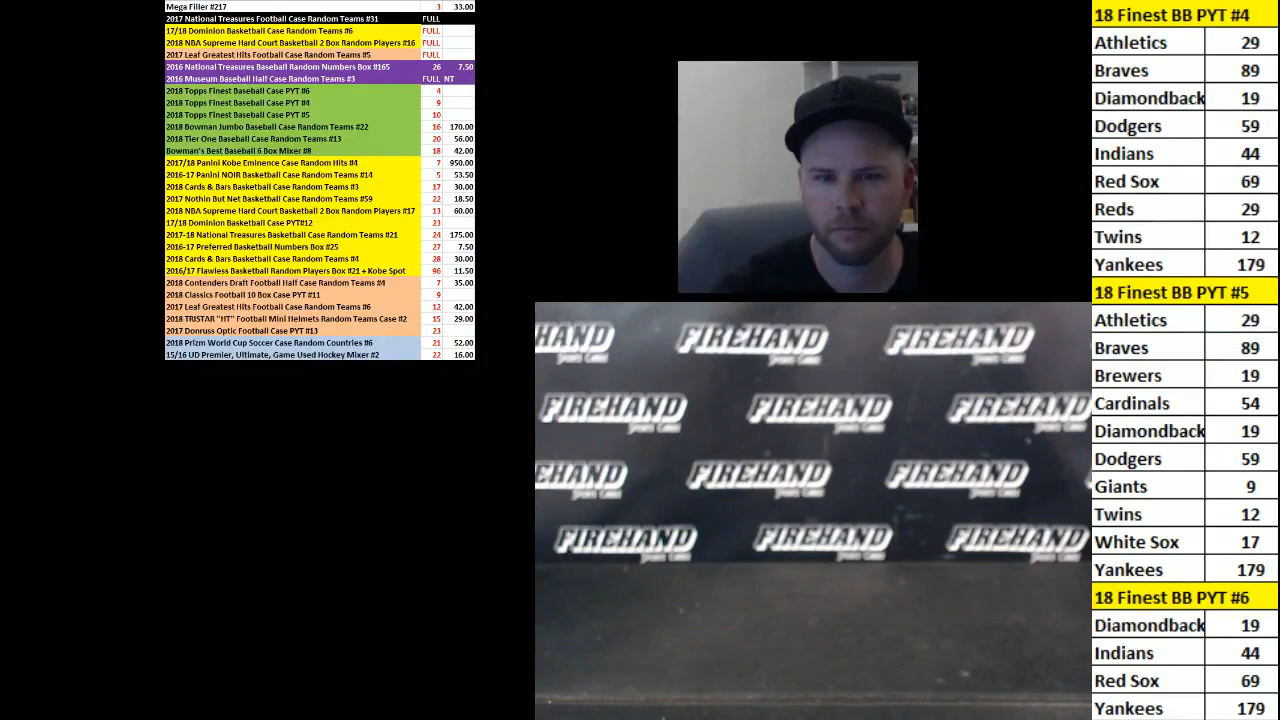 Mega Filler #217 3 33.00
2017 National Treasures Football Case Random Teams #31 FULL
17/18 Dominion Basketball Case Random Teams #6 FULL
2018 NBA Supreme Hard Court Basketball 2 Box Random Players #16 FULL
2017 Leaf Greatest Hits Football Case Random Teams #5 FULL
2016 National Treasures Baseball Random Numbers Box #165 26 7.50
2016 Museum Baseball Half Case Random Teams #3 FULL NT
2018 Topps Finest Baseball Case PYT #6 4
2018 Topps Finest Baseball Case PYT #4 9
2018 Topps Finest Baseball Case PYT #5 10
2018 Bowman Jumbo Baseball Case Random Teams #22 16 170.00
2018 Tier One Baseball Case Random Teams #13 20 56.00
Bowman's Best Baseball 6 Box Mixer #8 18 42.00
2017/18 Panini Kobe Eminence Case Random Hits #4 7 950.00
2016-17 Panini NOIR Basketball Case Random Teams #14 5 53.50
2018 Cards & Bars Basketball Case Random Teams #3 17 30.00
2017 Nothin But Net Basketball Case Random Teams #59 22 18.50
2018 NBA Supreme Hard Court Basketball 2 Box Random Players #17 13 60.00
17/18 Dominion Basketball Case PYT#12 23
2017-18 National Treasures Basketball Case Random Teams #21 24 175.00
2016-17 Preferred Basketball Numbers Box #25 27 7.50
2018 Cards & Bars Basketball Case Random Teams #4 28 30.00
2016/17 Flawless Basketball Random Players Box #21 + Kobe Spot 96 11.50
2018 Contenders Draft Football Half Case Random Teams #4 7 35.00
2018 Classics Football 10 Box Case PYT #11 9
2017 Leaf Greatest Hits Football Case Random Teams #6 12 42.00
2018 TRISTAR "HT" Football Mini Helmets Random Teams Case #2 15 29.00
2017 Donruss Optic Football Case PYT #13 23
2018 Prizm World Cup Soccer Case Random Countries #6 21 52.00
15/16 UD Premier, Ultimate, Game Used Hockey Mixer #2 22 16.00
HAND FIREHAND FIREHAND
FIREHAND FIREHAND FIREHAND
EHAND FIREHAND FIREHAND
FIREHAND FIREHAND FIREHAND
18 Finest BB PYT #4
Athletics 29
Braves 89
Diamondback 19
Dodgers 59
Indians 44
Red Sox 69
Reds 29
Twins 12
Yankees 179
18 Finest BB PYT #5
Athletics 29
Braves 89
Brewers 19
Cardinals 54
Diamondback 19
Dodgers 59
Giants 9
Twins 12
White Sox 17
Yankees 179
18 Finest BB PYT #6
Diamondback 19
Indians 44
Red Sox 69
Yankees 179